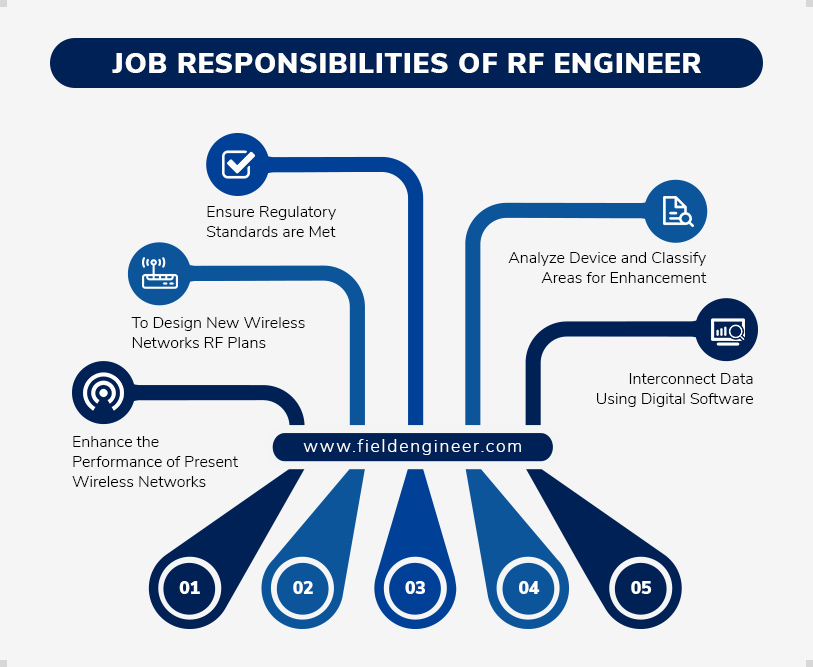 JOB RESPONSIBILITIES OF RF ENGINEER
Ensure Regulatory
Standards are Met
Analyze Device and Classify
Areas for Enhancement
To Design New Wireless
Networks RF Plans
Interconnect Data
Using Digital Software
Enhance the
Performance of Present
Wireless Networks
www.fieldengineer.com
01
02
03
04
05